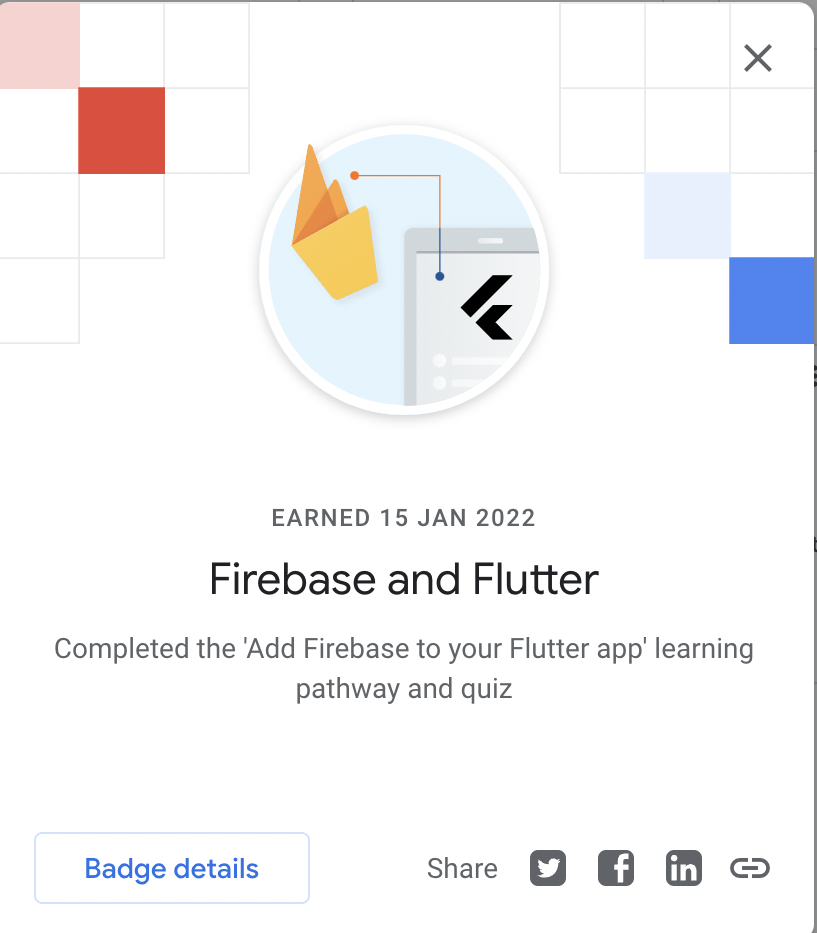 EARNED 15 JAN 2022
Firebase and Flutter
Completed the 'Add Firebase to your Flutter app' learning
pathway and quiz
Badge details
Share